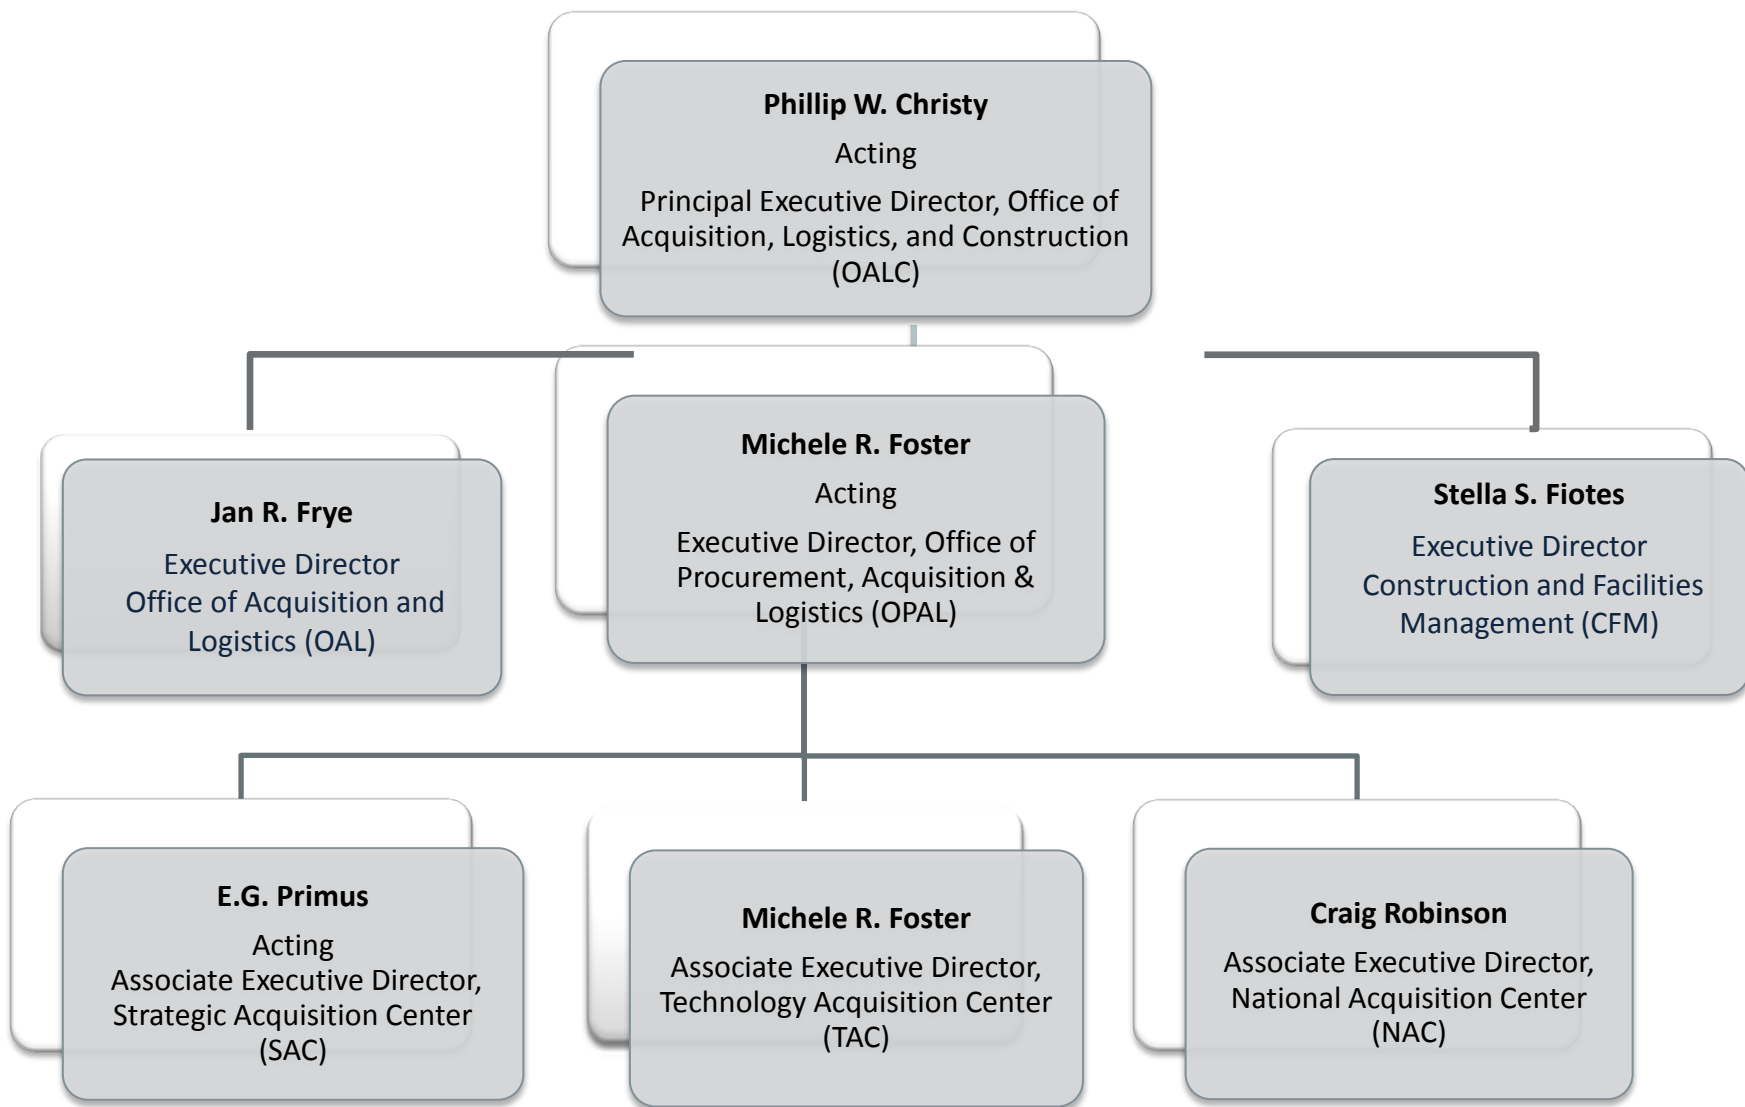 Phillip W. Christy
Acting
Principal Executive Director, Office of
Acquisition, Logistics, and Construction
(OALC)
Jan R. Frye
Executive Director
Office of Acquisition and
Logistics (OAL)
Michele R. Foster
Acting
Executive Director, Office of
Procurement, Acquisition &
Logistics (OPAL)
Stella S. Fiotes
Executive Director
Construction and Facilities
Management (CFM)
E.G. Primus
Acting
Associate Executive Director,
Strategic Acquisition Center
(SAC)
Michele R. Foster
Associate Executive Director,
Technology Acquisition Center
(TAC)
Craig Robinson
Associate Executive Director,
National Acquisition Center
(NAC)